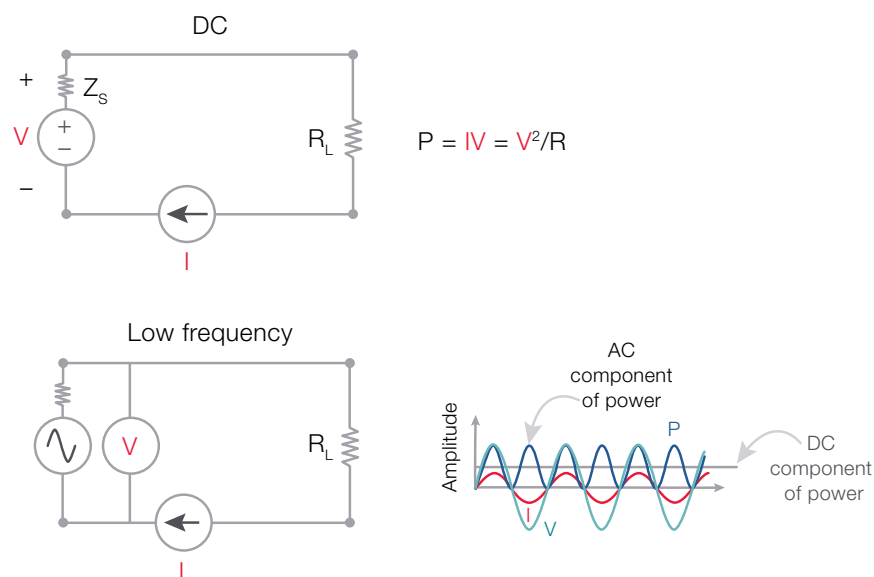 DC
+
Z_S
V
+
−
−
R_L
I
P = IV = V²/R
Low frequency
V
R_L
I
AC
component
of power
Amplitude
P
I
V
DC
component
of power